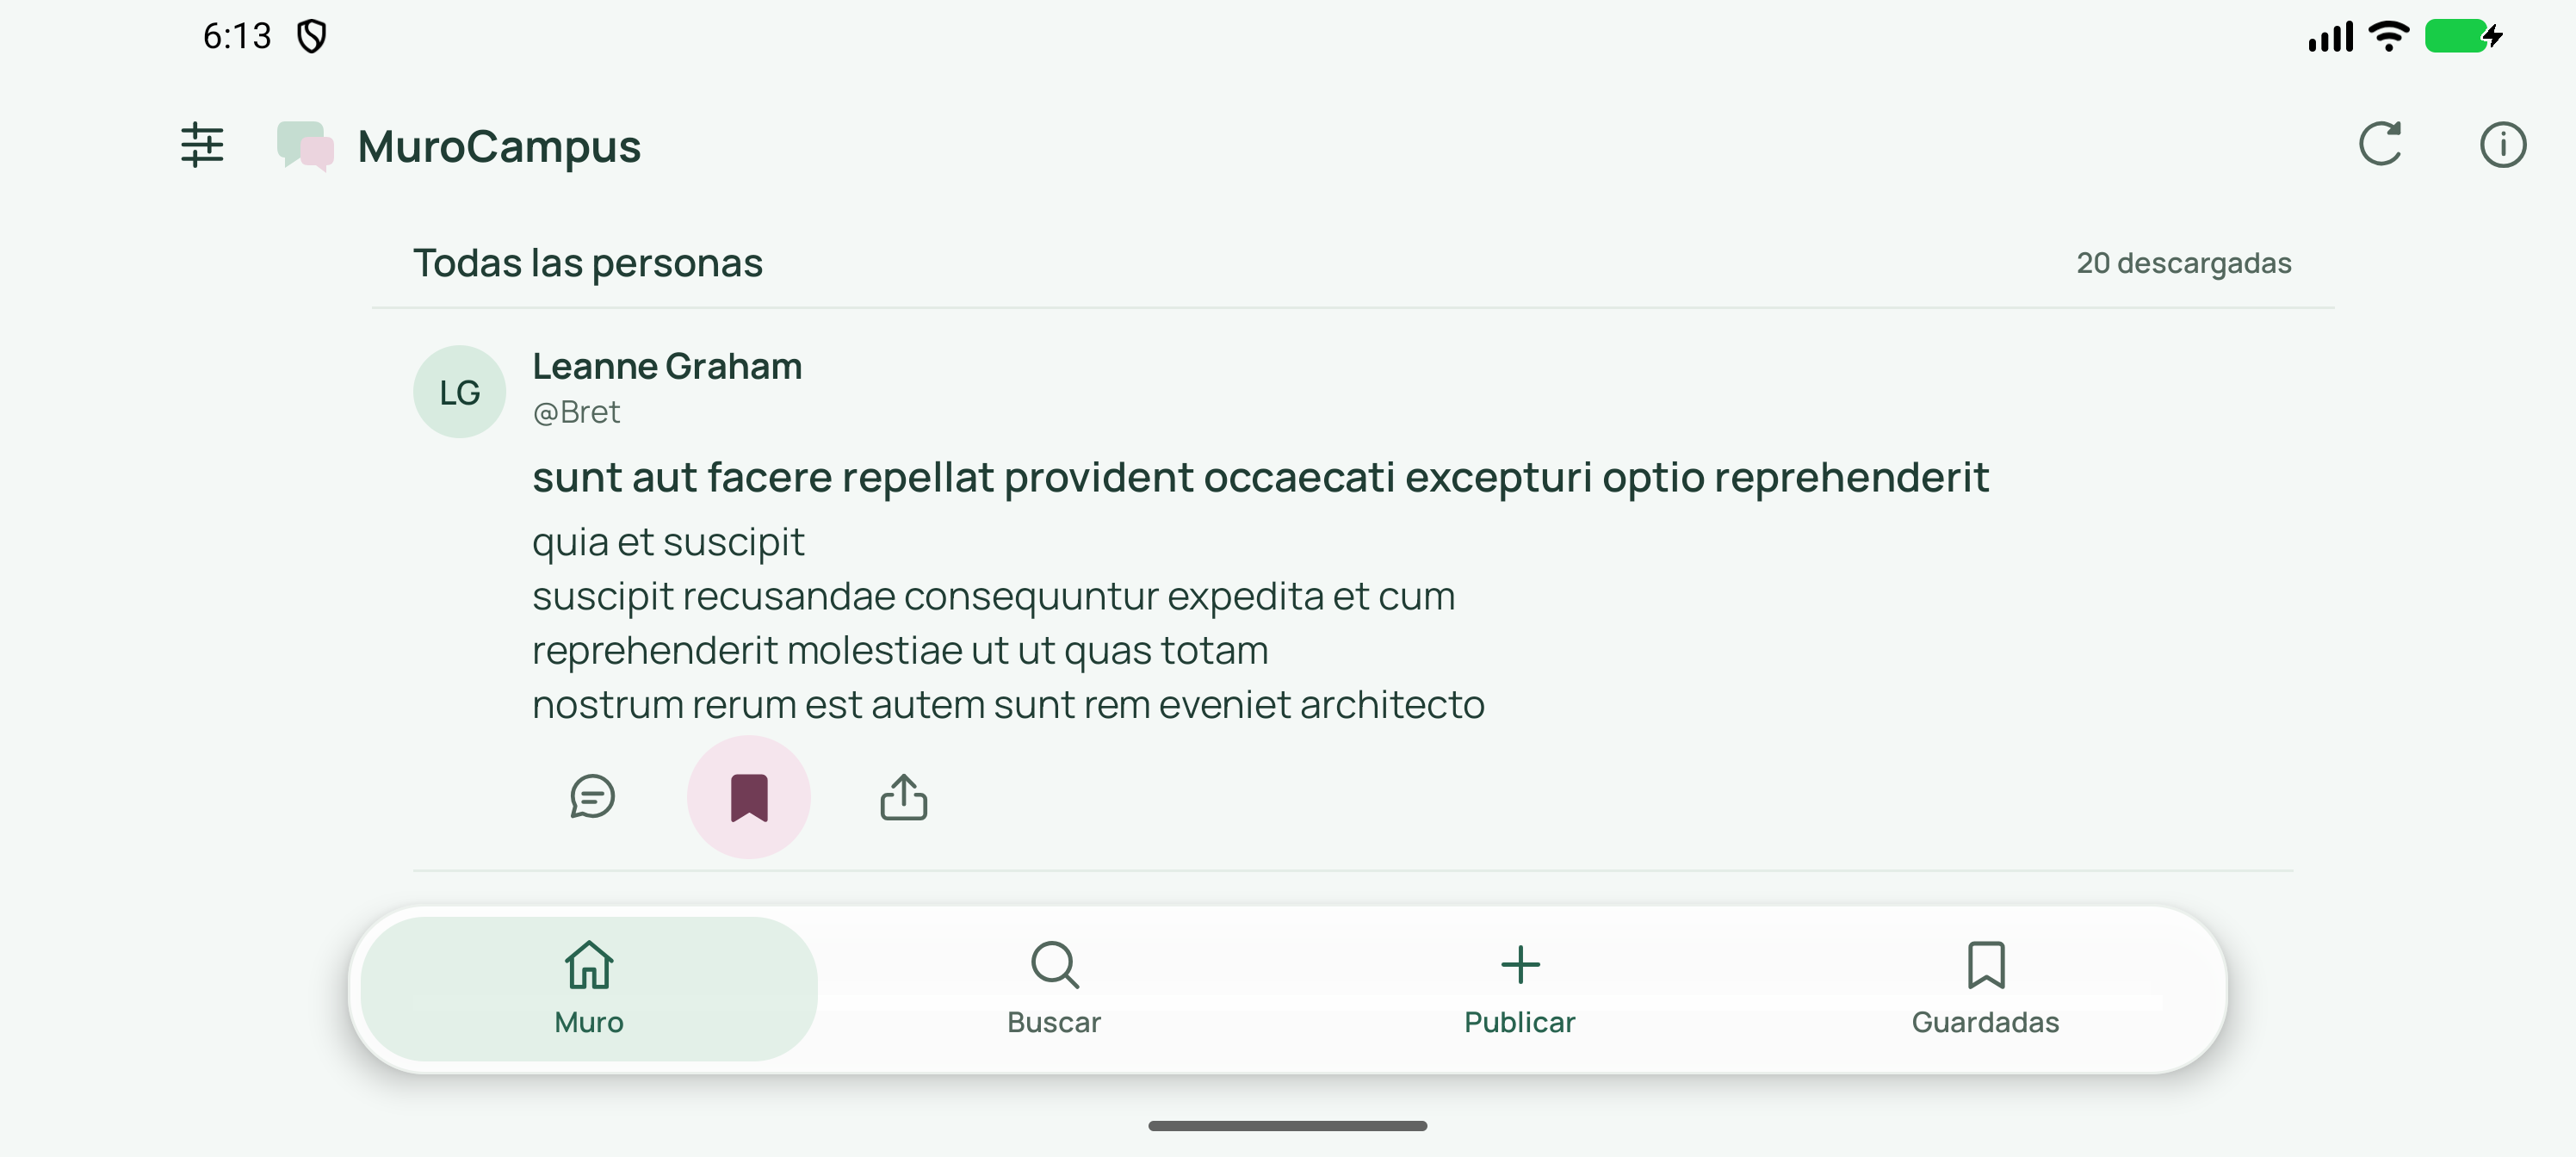 6:13
MuroCampus
Todas las personas
20 descargadas
LG
Leanne Graham
@Bret
sunt aut facere repellat provident occaecati excepturi optio reprehenderit
quia et suscipit
suscipit recusandae consequuntur expedita et cum
reprehenderit molestiae ut ut quas totam
nostrum rerum est autem sunt rem eveniet architecto
Muro
Buscar
Publicar
Guardadas